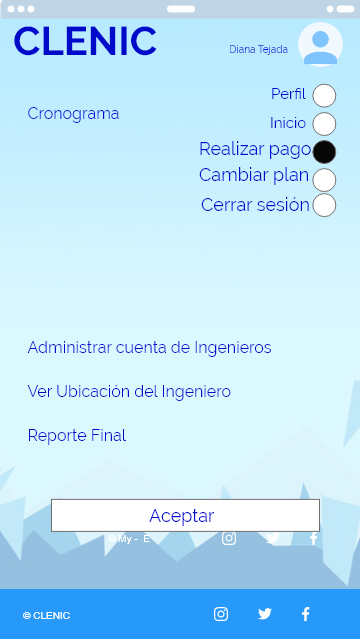 CLENIC
Diana Tejada
Perfil
Cronograma
Inicio
Realizar pago
Cambiar plan
Cerrar sesión
Administrar cuenta de Ingenieros
Ver Ubicación del Ingeniero
Reporte Final
Aceptar
© My - E
© CLENIC